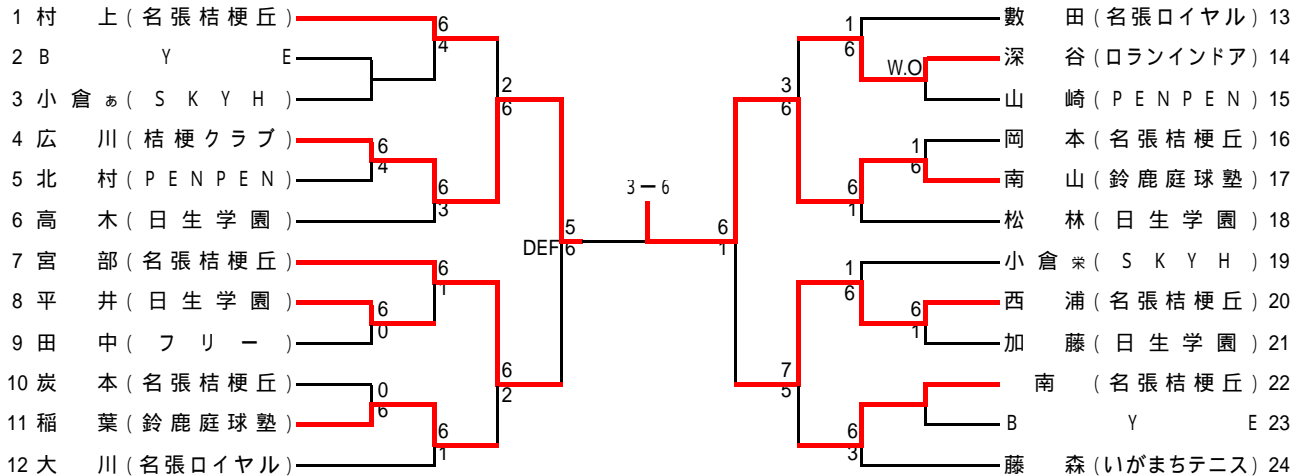 1 村 上 (名張桔梗丘)
2 B Y E
3 小倉ぁ (SKYH)
4 広 川 (桔梗クラブ)
5 北 村 (PENPEN)
6 高 木 (日生学園)
7 宮 部 (名張桔梗丘)
8 平 井 (日生学園)
9 田 中 (フリー)
10 炭 本 (名張桔梗丘)
11 稲 葉 (鈴鹿庭球塾)
12 大 川 (名張ロイヤル)
6
4
6
4
6
3
2
6
6
1
6
0
0
6
6
1
6
2
5
DEF 6
3-6
6
1
3
6
7
5
1
6
W.O
1
6
6
1
1
6
6
1
6
3
數 田 (名張ロイヤル) 13
深 谷 (ロランインドア) 14
山 崎 (PENPEN) 15
岡 本 (名張桔梗丘) 16
南 山 (鈴鹿庭球塾) 17
松 林 (日生学園) 18
小倉栄 (SKYH) 19
西 浦 (名張桔梗丘) 20
加 藤 (日生学園) 21
南 (名張桔梗丘) 22
B Y E 23
藤 森 (いがまちテニス) 24